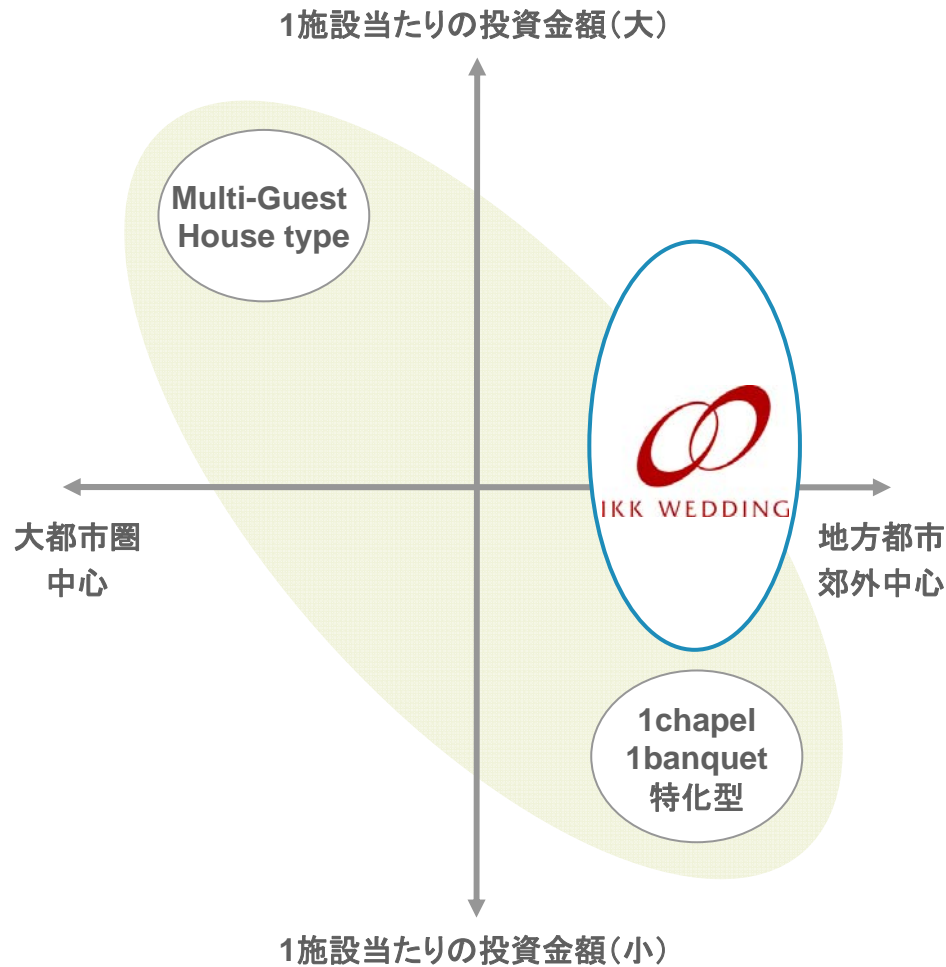 1施設当たりの投資金額(大)
Multi-Guest
House type
IKK WEDDING
大都市圏
中心
地方都市
郊外中心
1chapel
1banquet
特化型
1施設当たりの投資金額(小)